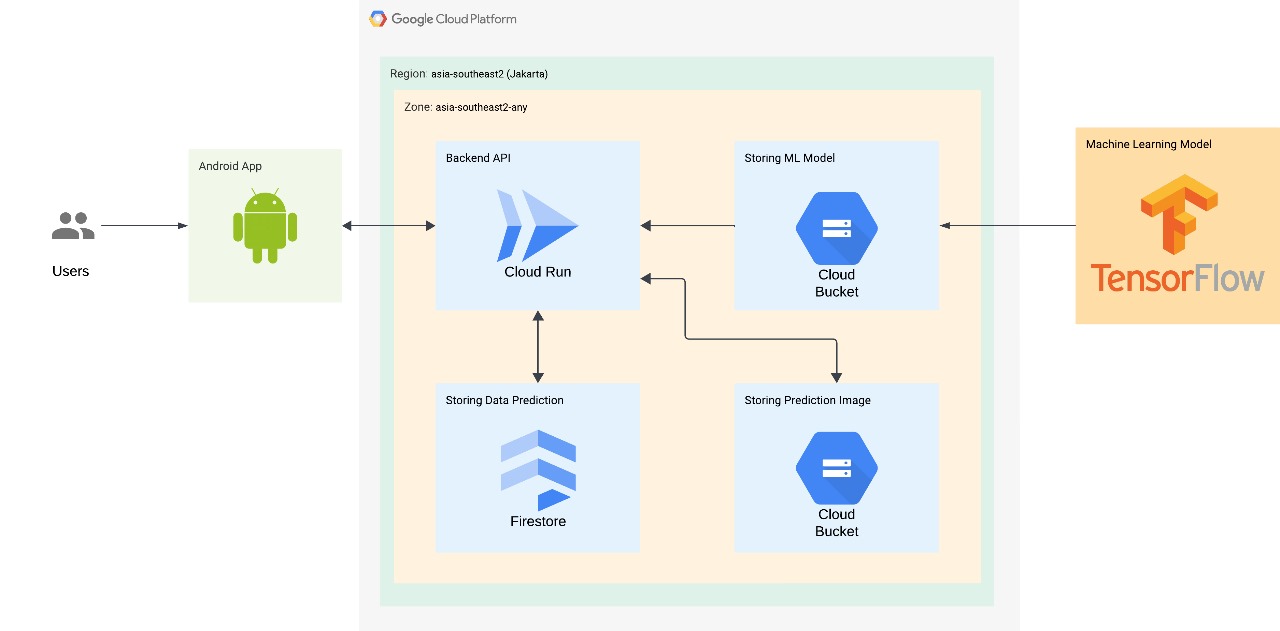 Google Cloud Platform
Region: asia-southeast2 (Jakarta)
Zone: asia-southeast2-any
Users
Android App
Backend API
Cloud Run
Storing ML Model
Cloud
Bucket
Machine Learning Model
TensorFlow
Storing Data Prediction
Firestore
Storing Prediction Image
Cloud
Bucket